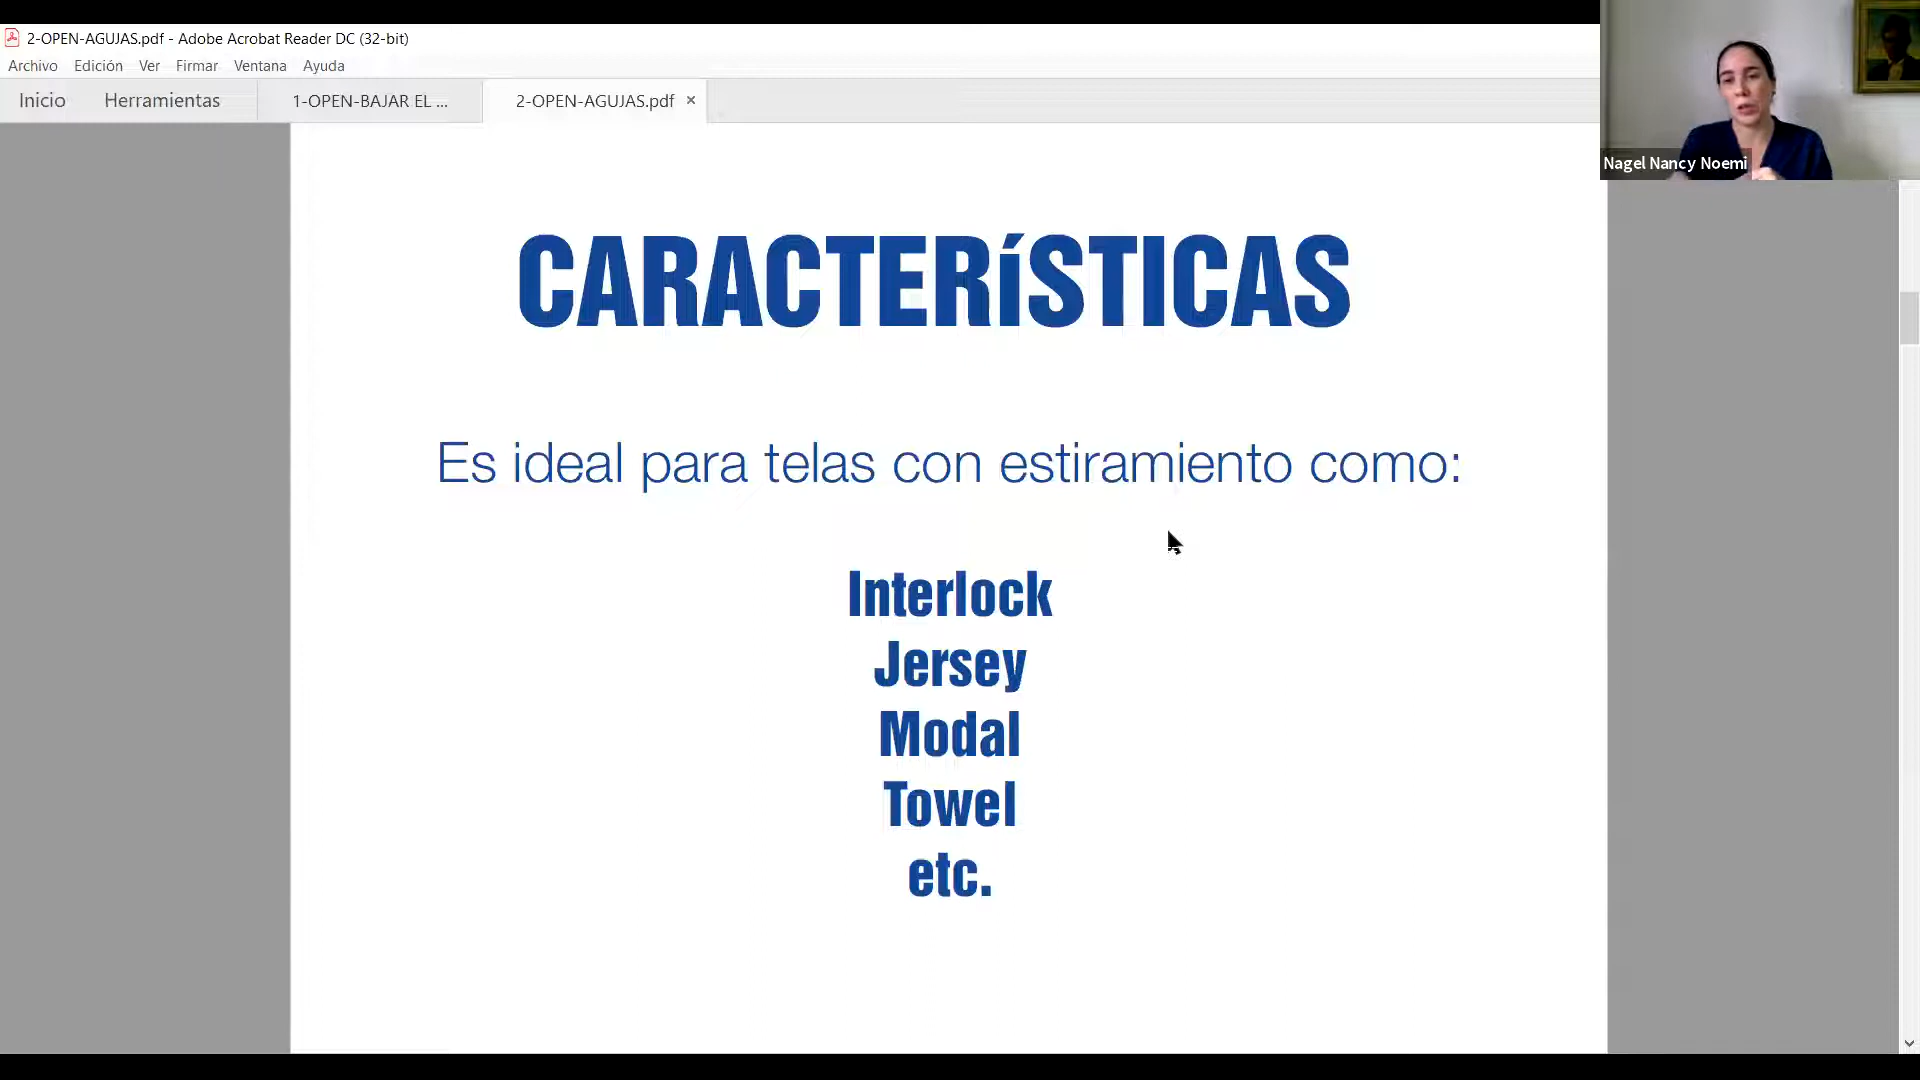 2-OPEN-AGUJAS.pdf - Adobe Acrobat Reader DC (32-bit)
Archivo Edición Ver Firmar Ventana Ayuda
Inicio Herramientas 1-OPEN-BAJAR EL ... 2-OPEN-AGUJAS.pdf ×
Nagel Nancy Noemi
CARACTERíSTICAS
Es ideal para telas con estiramiento como:
Interlock
Jersey
Modal
Towel
etc.